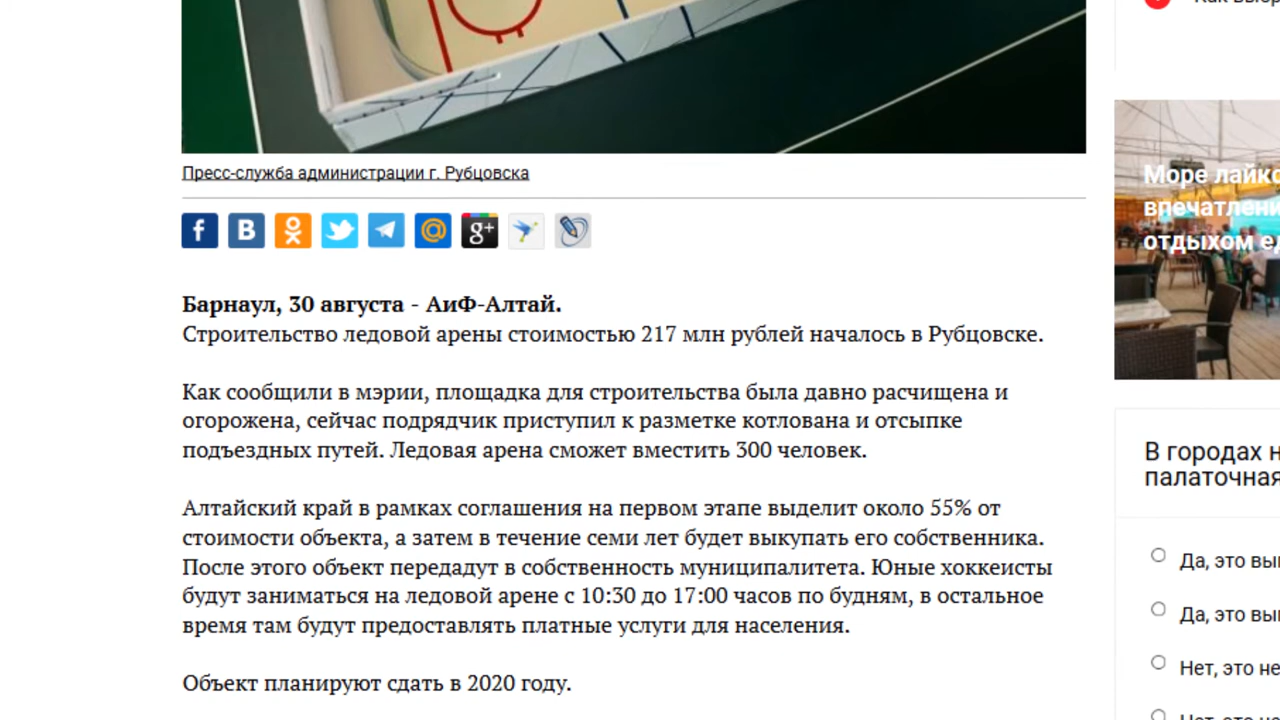 Пресс-служба администрации г. Рубцовска
Барнаул, 30 августа - АиФ-Алтай.
Строительство ледовой арены стоимостью 217 млн рублей началось в Рубцовске.
Как сообщили в мэрии, площадка для строительства была давно расчищена и
огорожена, сейчас подрядчик приступил к разметке котлована и отсыпке
подъездных путей. Ледовая арена сможет вместить 300 человек.
Алтайский край в рамках соглашения на первом этапе выделит около 55% от
стоимости объекта, а затем в течение семи лет будет выкупать его собственника.
После этого объект передадут в собственность муниципалитета. Юные хоккеисты
будут заниматься на ледовой арене с 10:30 до 17:00 часов по будням, в остальное
время там будут предоставлять платные услуги для населения.
Объект планируют сдать в 2020 году.
Море
отдыхом
В городах
Да, это
Да, это
Нет, это не